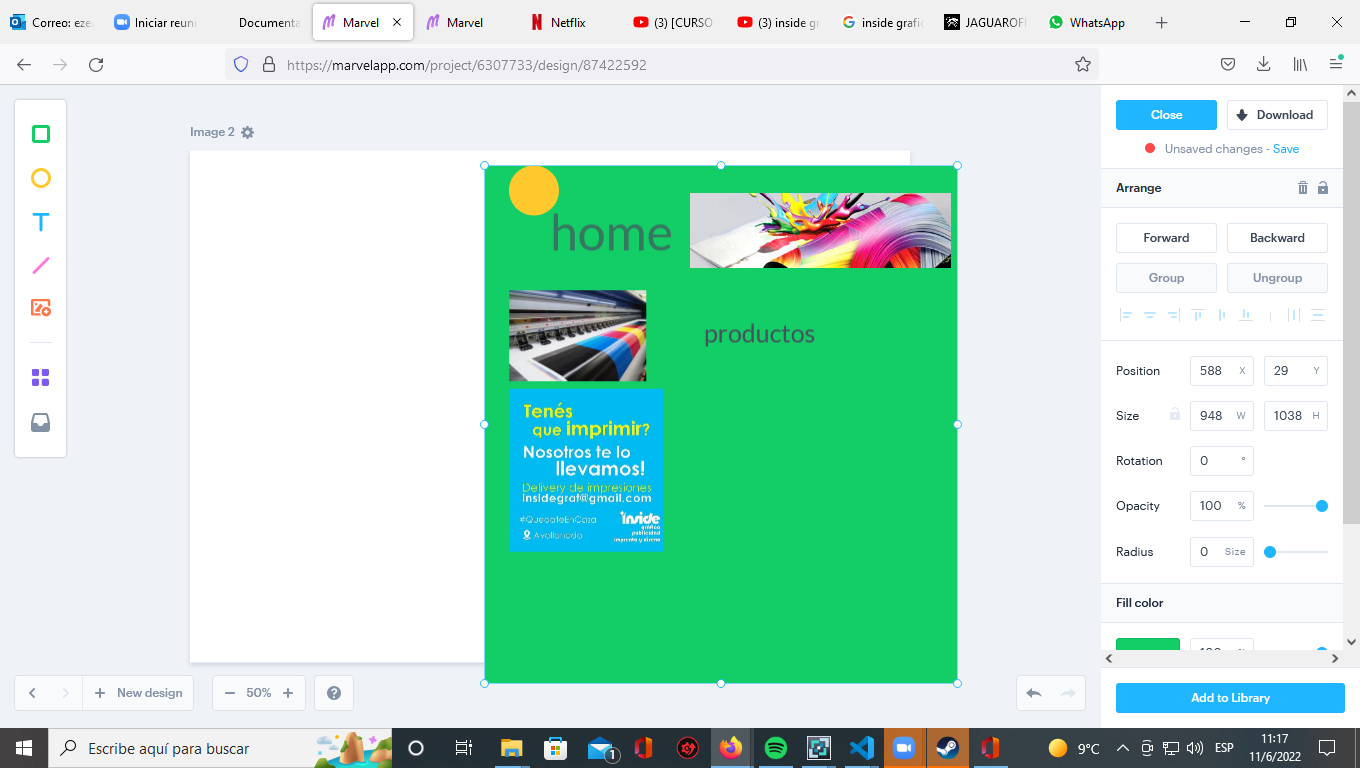 Correo: eze
Iniciar reuni
Documenta
Marvel
Marvel
Netflix
(3) [CURSO
(3) inside gr
inside grafic
JAGUAROF
WhatsApp
https://marvelapp.com/project/6307733/design/87422592
Image 2
Close
Download
Unsaved changes - Save
Arrange
Forward
Backward
Group
Ungroup
Position
588 X
29 Y
Size
948 W
1038 H
Rotation
0 °
Opacity
100 %
Radius
0 Size
Fill color
Add to Library
home
productos
Tenés
que imprimir?
Nosotros te lo
llevamos!
Delivery de impresiones
insidegraf@gmail.com
#QuedateEnCasa
Avellaneda
inside
gráfica
publicidad
imprenta y diseño
New design
50%
?
Escribe aquí para buscar
1
9°C
ESP
11:17
11/6/2022